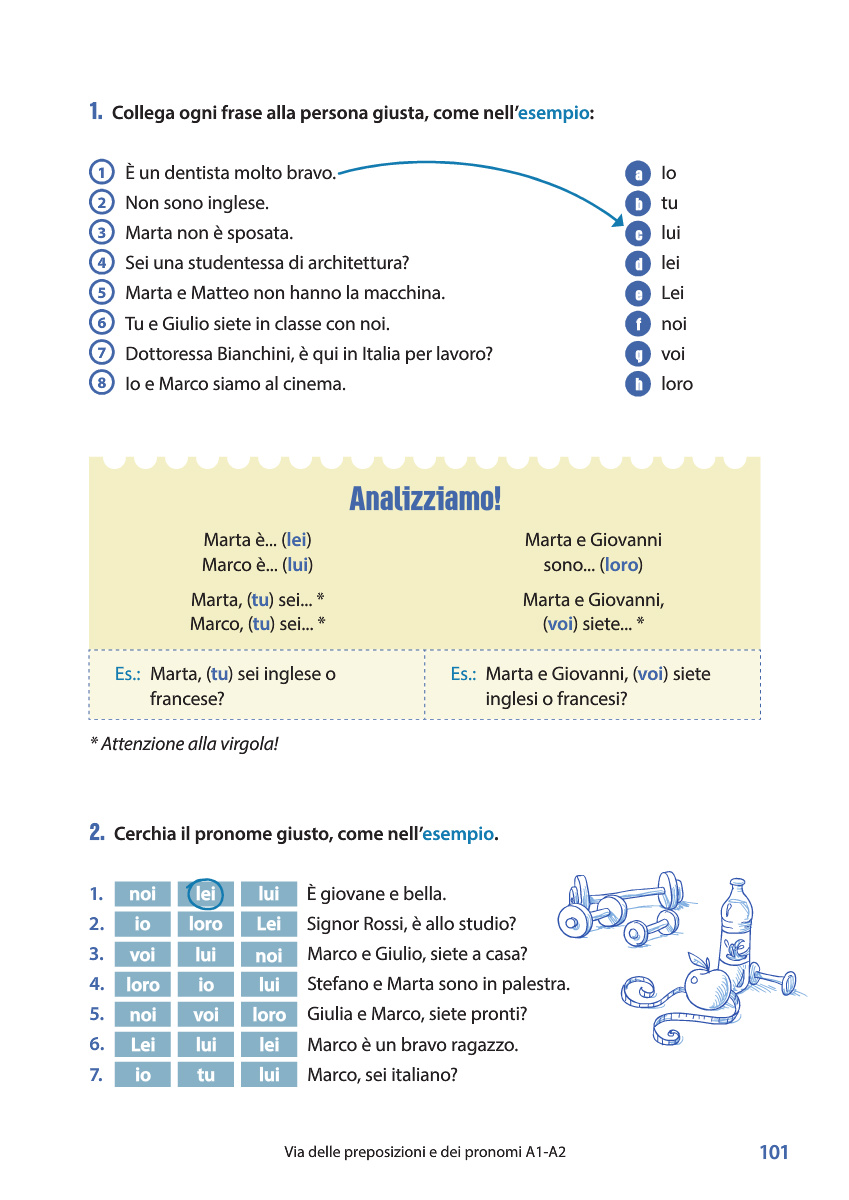 1. Collega ogni frase alla persona giusta, come nell'esempio:
1 È un dentista molto bravo. a Io
2 Non sono inglese. b tu
3 Marta non è sposata. c lui
4 Sei una studentessa di architettura? d lei
5 Marta e Matteo non hanno la macchina. e Lei
6 Tu e Giulio siete in classe con noi. f noi
7 Dottoressa Bianchini, è qui in Italia per lavoro? g voi
8 Io e Marco siamo al cinema. h loro
Analizziamo!
Marta è... (lei)
Marco è... (lui)
Marta, (tu) sei... *
Marco, (tu) sei... *
Marta e Giovanni
sono... (loro)
Marta e Giovanni,
(voi) siete... *
Es.: Marta, (tu) sei inglese o
francese?
Es.: Marta e Giovanni, (voi) siete
inglesi o francesi?
* Attenzione alla virgola!
2. Cerchia il pronome giusto, come nell'esempio.
1. noi lei lui È giovane e bella.
2. io loro Lei Signor Rossi, è allo studio?
3. voi lui noi Marco e Giulio, siete a casa?
4. loro io lui Stefano e Marta sono in palestra.
5. noi voi loro Giulia e Marco, siete pronti?
6. Lei lui lei Marco è un bravo ragazzo.
7. io tu lui Marco, sei italiano?
Via delle preposizioni e dei pronomi A1-A2 101